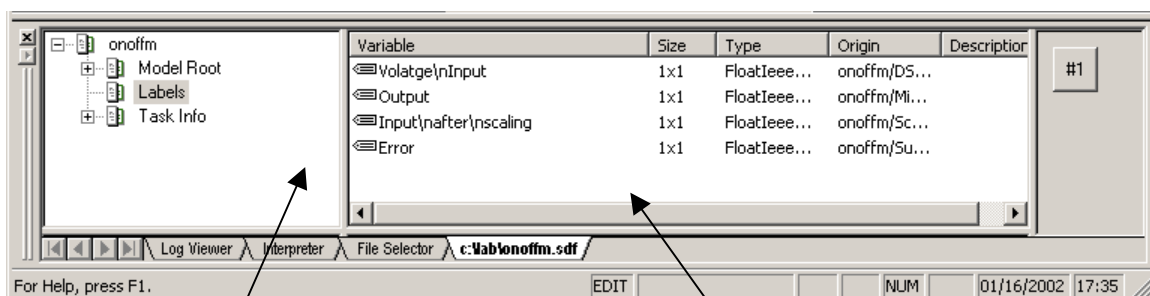 onoffm
Model Root
Labels
Task Info
Variable Size Type Origin Description
Volatge\nInput 1x1 FloatIeee... onoffm/DS...
Output 1x1 FloatIeee... onoffm/Mi...
Input\nafter\nscaling 1x1 FloatIeee... onoffm/Sc...
Error 1x1 FloatIeee... onoffm/Su...
#1
Log Viewer Interpreter File Selector c:\lab\onoffm.sdf
For Help, press F1. EDIT NUM 01/16/2002 17:35